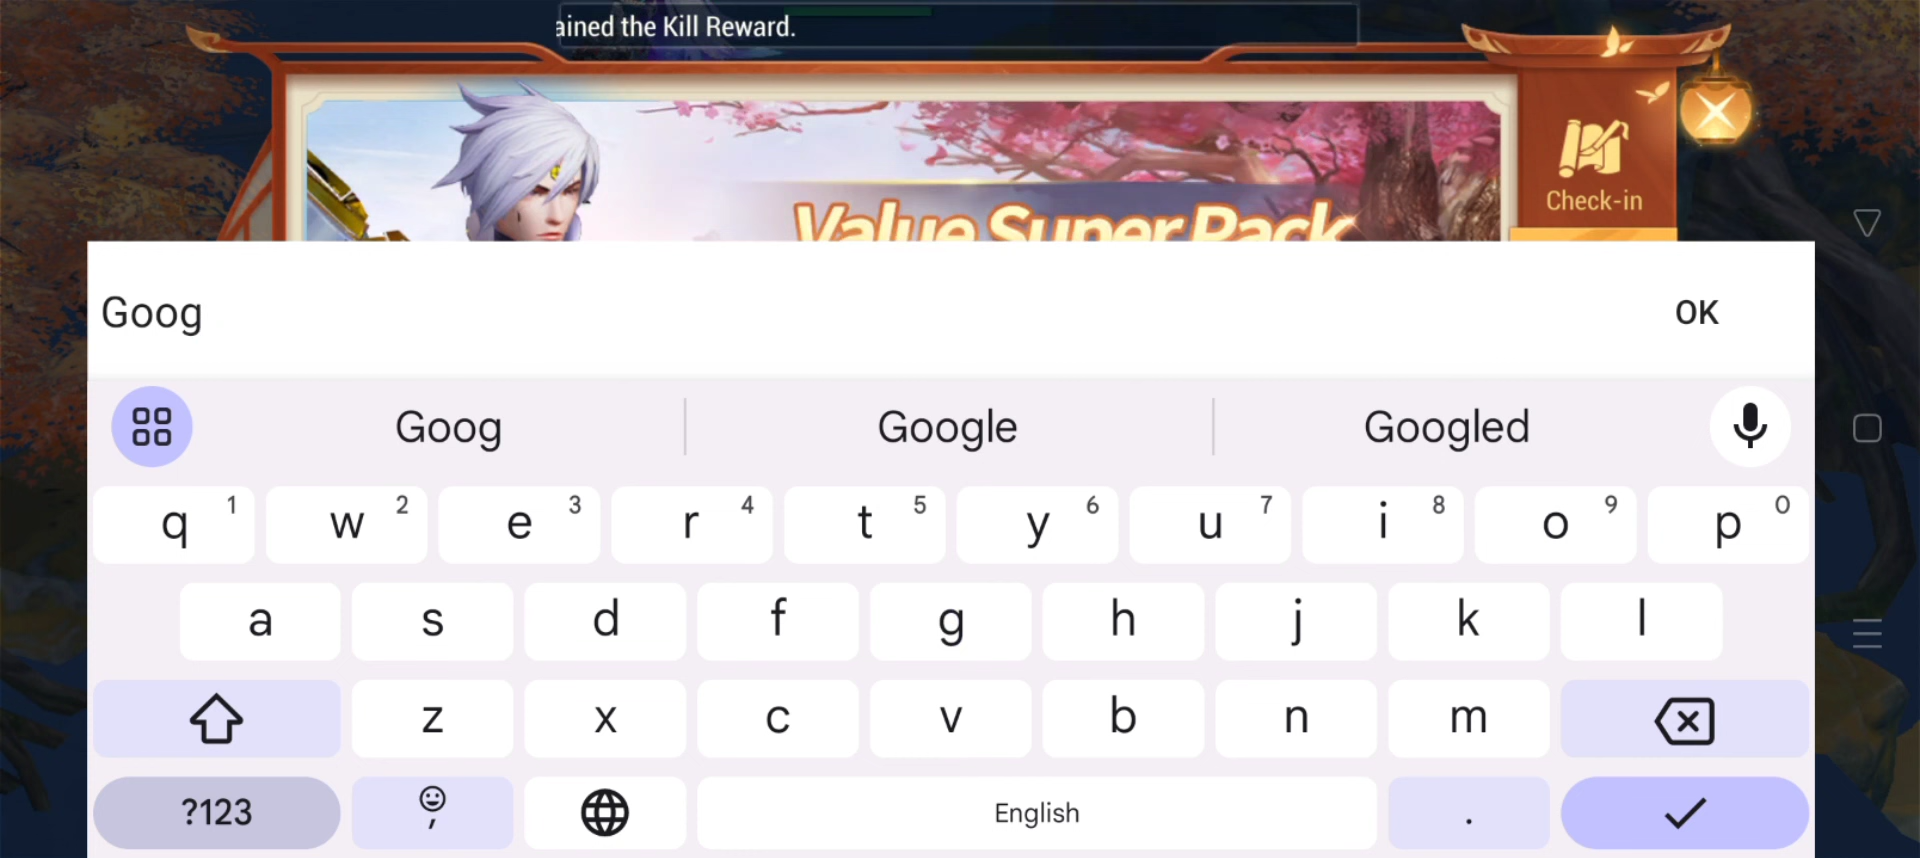 ained the Kill Reward.
Check-in
Value Super Pack
Goog
OK
Goog Google Googled
q 1 w 2 e 3 r 4 t 5 y 6 u 7 i 8 o 9 p 0
a s d f g h j k l
z x c v b n m
?123 , English .